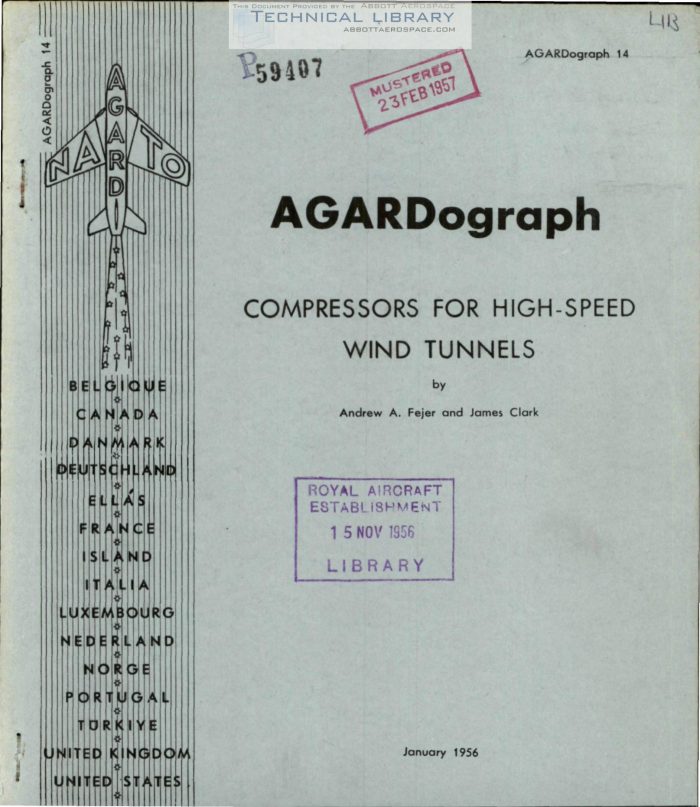 THIS DOCUMENT PROVIDED BY THE ABBOTT AEROSPACE
TECHNICAL LIBRARY
ABBOTTAEROSPACE.COM
AGARDograph 14
P59407
MUSTERED
23 FEB 1957
AGARDograph 14
AGARD
NATO
AGARDograph
COMPRESSORS FOR HIGH-SPEED
WIND TUNNELS
by
Andrew A. Fejer and James Clark
BELGIQUE
CANADA
DANMARK
DEUTSCHLAND
ELLÁS
FRANCE
ISLAND
ITALIA
LUXEMBOURG
NEDERLAND
NORGE
PORTUGAL
TÜRKIYE
UNITED KINGDOM
UNITED STATES
ROYAL AIRCRAFT
ESTABLISHMENT
15 NOV 1956
LIBRARY
January 1956